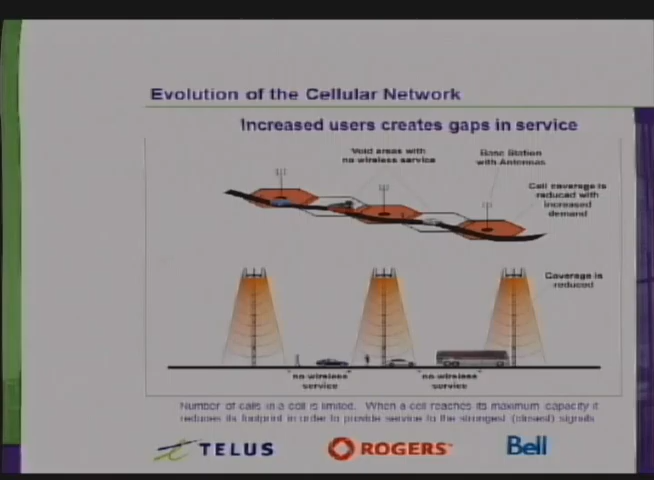 Evolution of the Cellular Network
Increased users creates gaps in service
Void areas with
no wireless service
Base Station
with Antennas
Cell coverage is
reduced with
increased
demand
Coverage is
reduced
no wireless
service
no wireless
service
Number of calls in a cell is limited. When a cell reaches its maximum capacity it
reduces its footprint in order to provide service to the strongest (closest) signals
TELUS
ROGERS
Bell